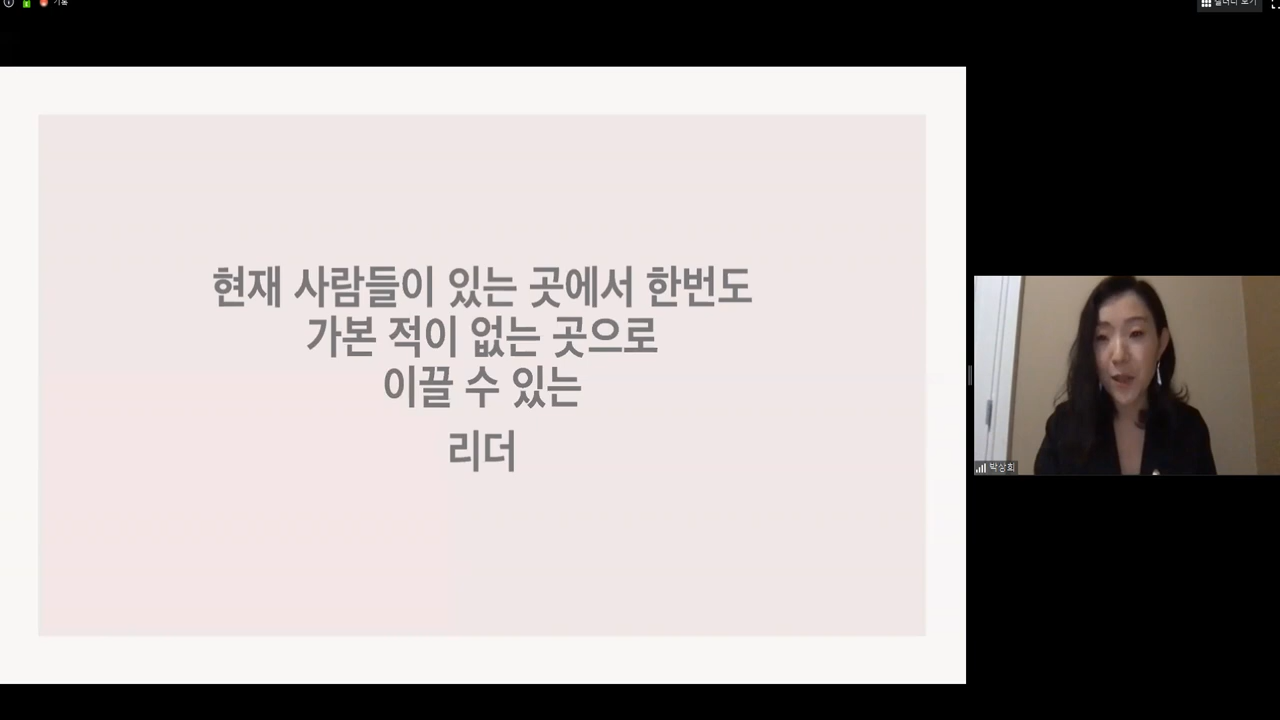 현재 사람들이 있는 곳에서 한번도
가본 적이 없는 곳으로
이끌 수 있는
리더
박상희